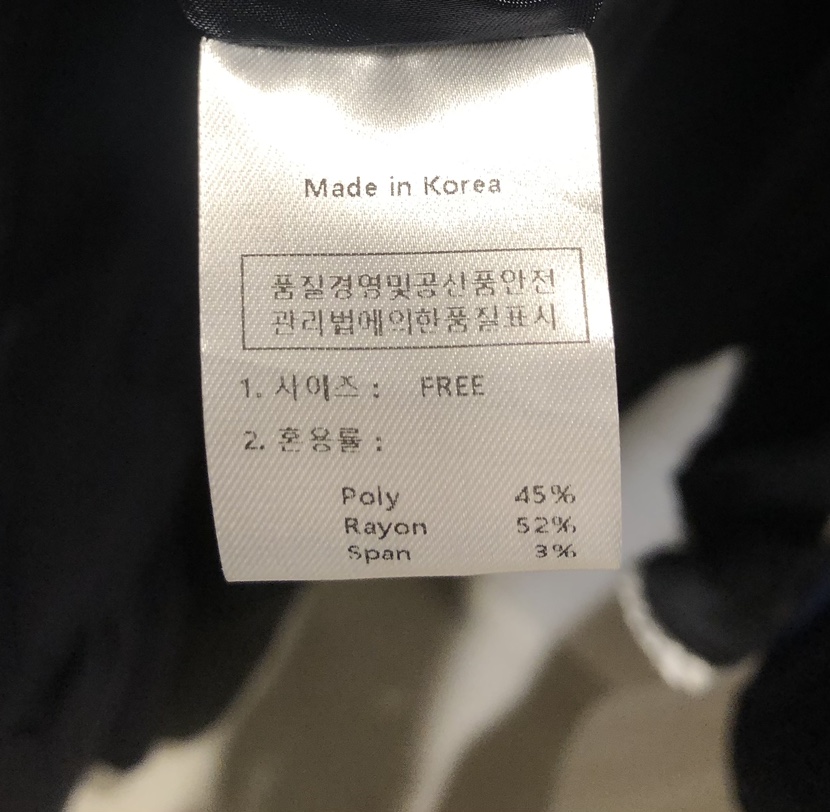 Made in Korea
품질경영및공산품안전
관리법에의한품질표시
1. 사이즈 : FREE
2. 혼용률 :
Poly 45%
Rayon 52%
Span 3%